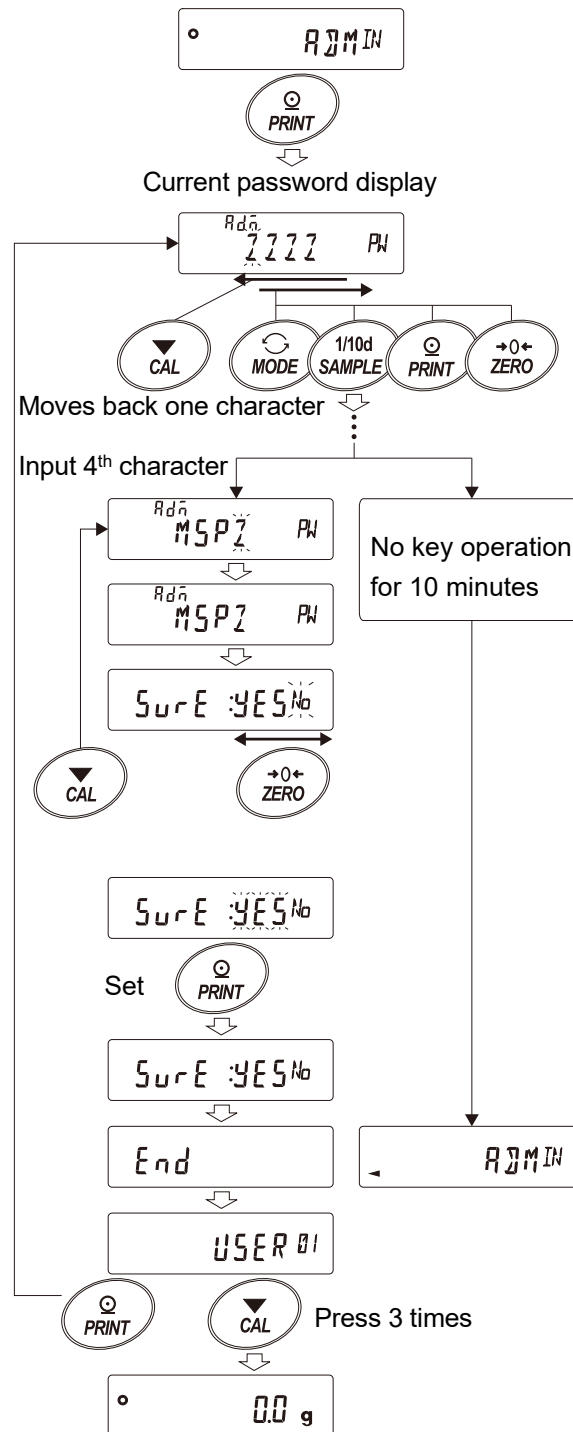 ADMIN
PRINT
Current password display
Adm
ZZZZ PW
CAL
MODE
1/10d
SAMPLE
PRINT
→0←
ZERO
Moves back one character
Input 4th character
Adm
MSPZ PW
No key operation
for 10 minutes
Adm
MSPZ PW
SurE :YES No
CAL
→0←
ZERO
SurE :YES No
Set
PRINT
SurE :YES No
End
ADMIN
USER 01
PRINT
CAL
Press 3 times
0.0 g